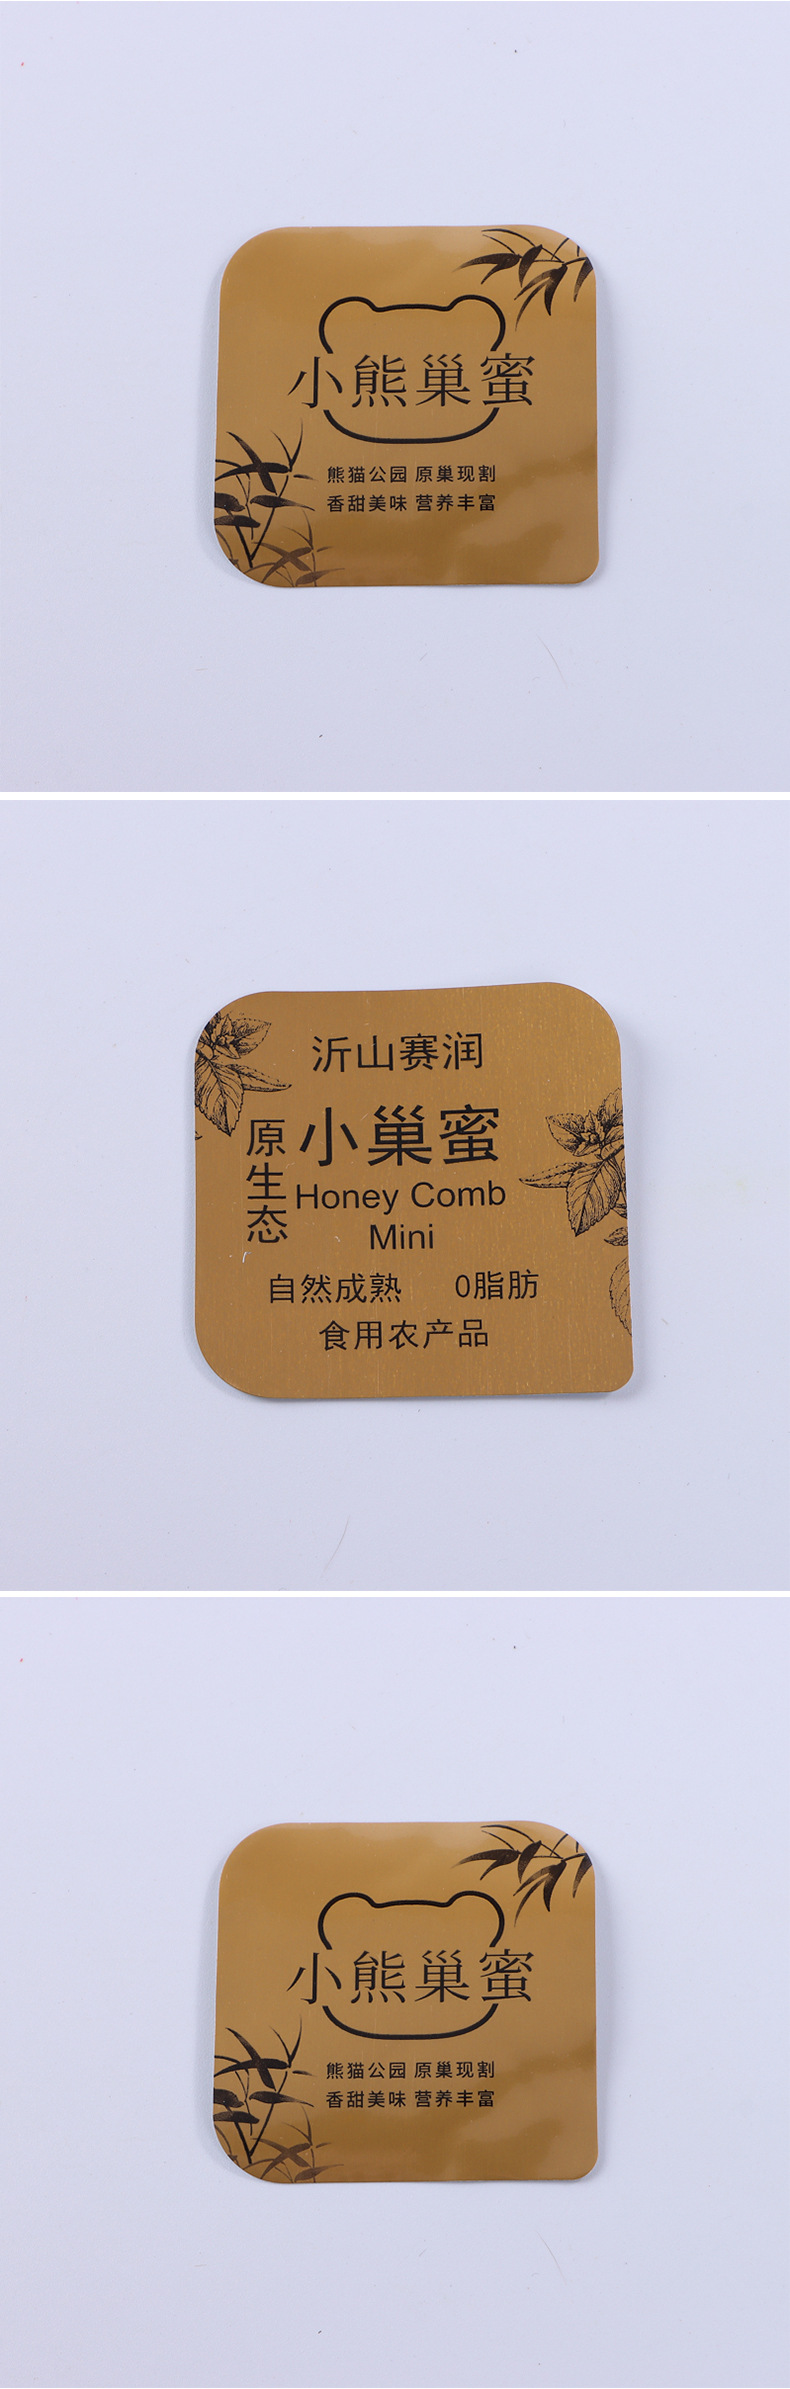 小熊巢蜜
熊猫公园 原巢现割
香甜美味 营养丰富
沂山赛润
原生态
小巢蜜
Honey Comb
Mini
自然成熟 0脂肪
食用农产品
小熊巢蜜
熊猫公园 原巢现割
香甜美味 营养丰富